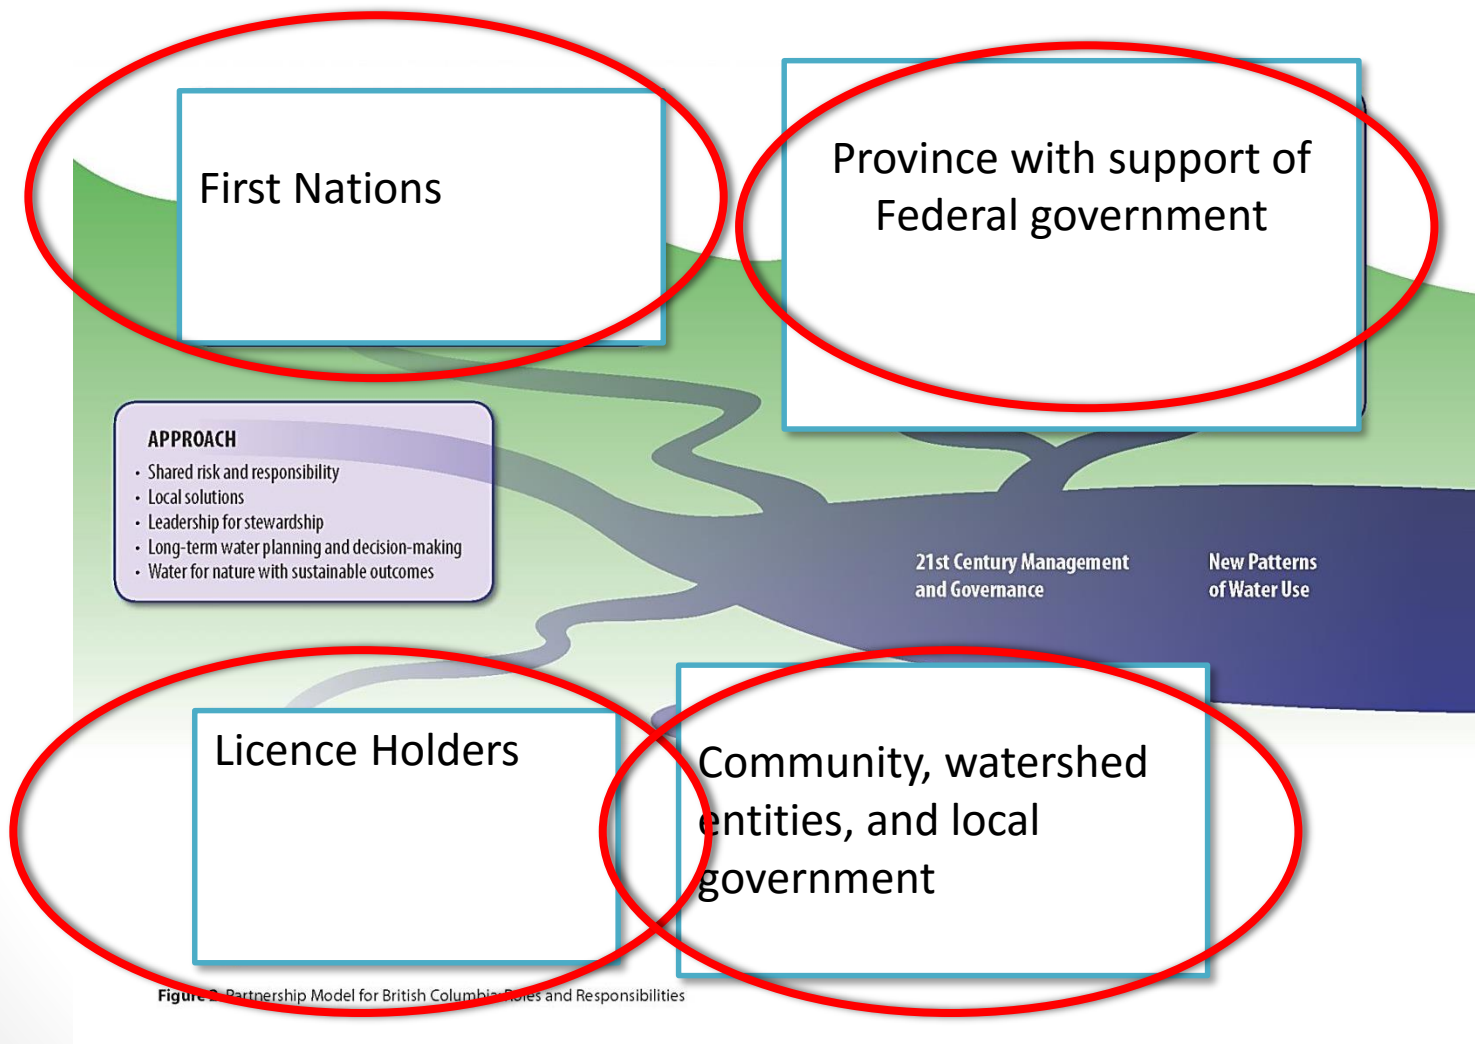 First Nations
Province with support of
Federal government
APPROACH
• Shared risk and responsibility
• Local solutions
• Leadership for stewardship
• Long-term water planning and decision-making
• Water for nature with sustainable outcomes
21st Century Management
and Governance
New Patterns
of Water Use
Licence Holders
Community, watershed
entities, and local
government
Figure 2: Partnership Model for British Columbia: Roles and Responsibilities